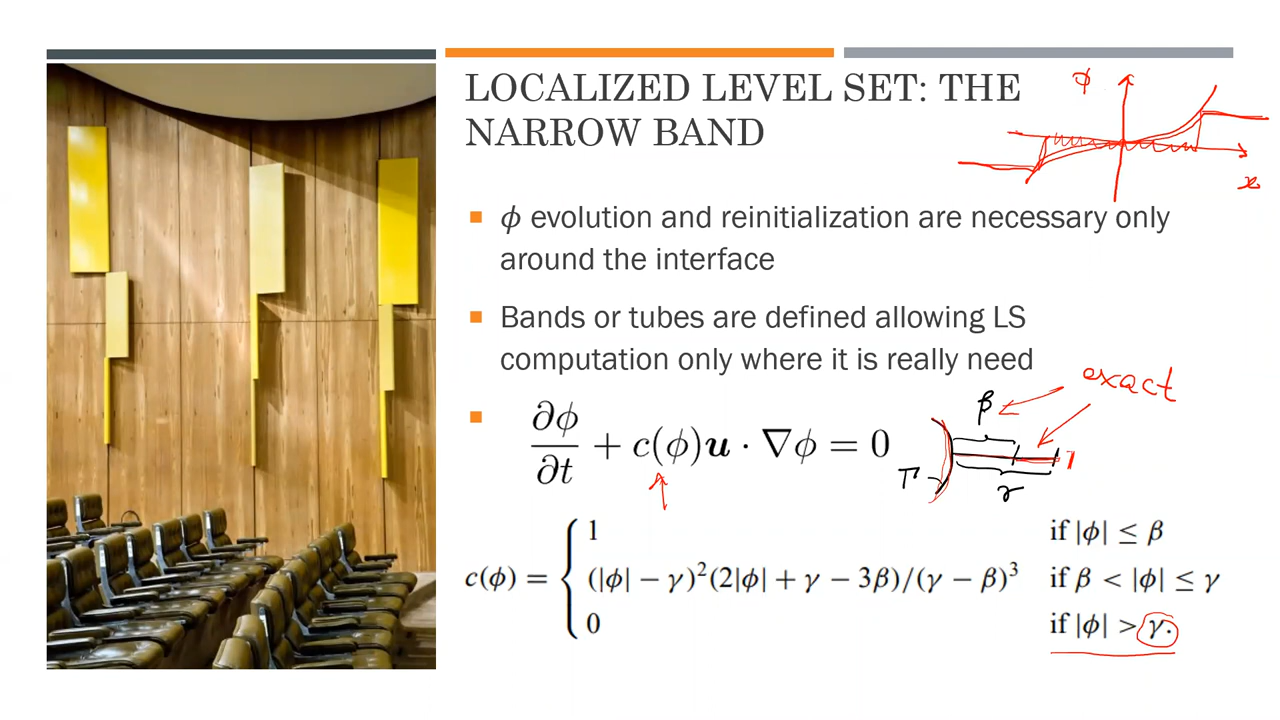 LOCALIZED LEVEL SET: THE
NARROW BAND
ϕ
x
▪ ϕ evolution and reinitialization are necessary only
around the interface
▪ Bands or tubes are defined allowing LS
computation only where it is really need
exact
β
▪ ∂ϕ/∂t + c(ϕ)u · ∇ϕ = 0
Γ
γ
c(ϕ) = { 1 if |ϕ| ≤ β
(|ϕ| − γ)²(2|ϕ| + γ − 3β)/(γ − β)³ if β < |ϕ| ≤ γ
0 if |ϕ| > γ.